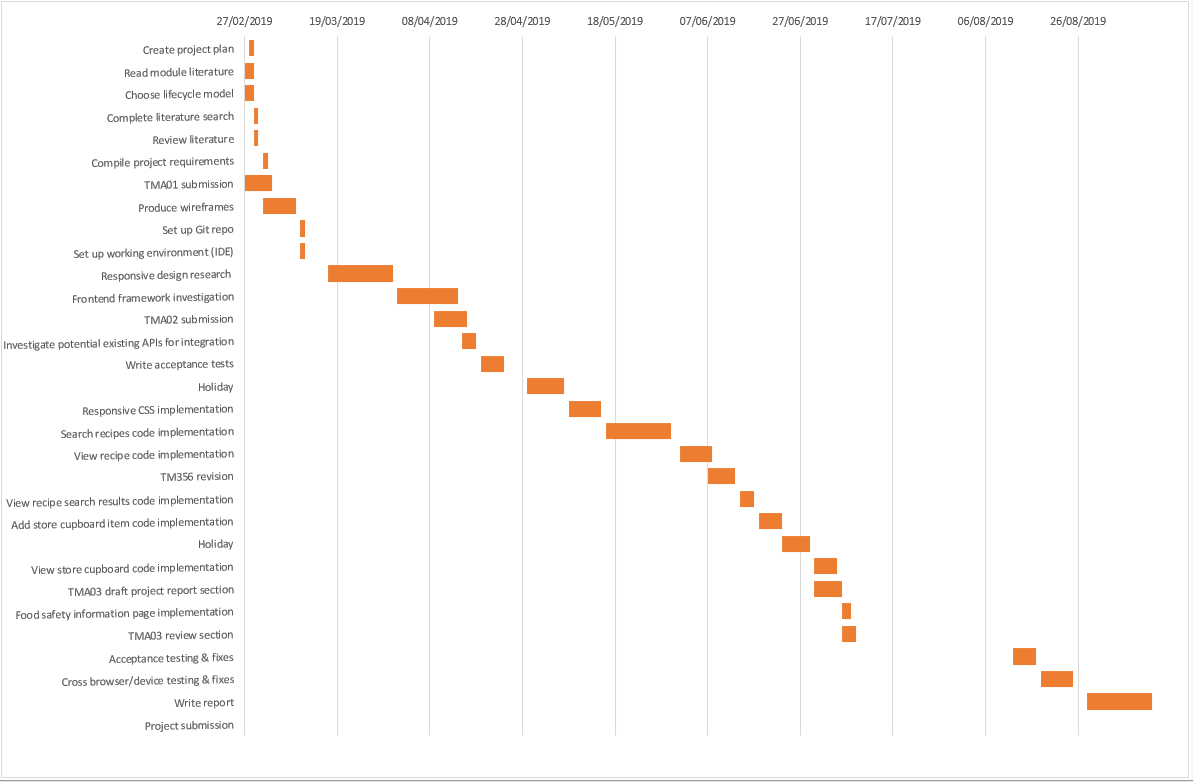 27/02/2019 19/03/2019 08/04/2019 28/04/2019 18/05/2019 07/06/2019 27/06/2019 17/07/2019 06/08/2019 26/08/2019
Create project plan
Read module literature
Choose lifecycle model
Complete literature search
Review literature
Compile project requirements
TMA01 submission
Produce wireframes
Set up Git repo
Set up working environment (IDE)
Responsive design research
Frontend framework investigation
TMA02 submission
Investigate potential existing APIs for integration
Write acceptance tests
Holiday
Responsive CSS implementation
Search recipes code implementation
View recipe code implementation
TM356 revision
View recipe search results code implementation
Add store cupboard item code implementation
Holiday
View store cupboard code implementation
TMA03 draft project report section
Food safety information page implementation
TMA03 review section
Acceptance testing & fixes
Cross browser/device testing & fixes
Write report
Project submission